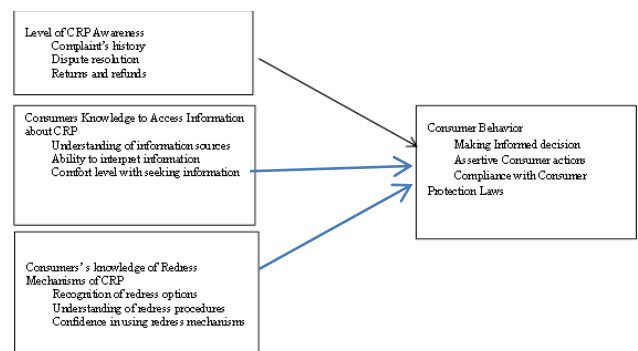 Level of CRP Awareness
Complaint's history
Dispute resolution
Returns and refunds
Consumers Knowledge to Access Information
about CRP
Understanding of information sources
Ability to interpret information
Comfort level with seeking information
Consumers's knowledge of Redress
Mechanisms of CRP
Recognition of redress options
Understanding of redress procedures
Confidence in using redress mechanisms
Consumer Behavior
Making Informed decision
Assertive Consumer actions
Compliance with Consumer
Protection Laws